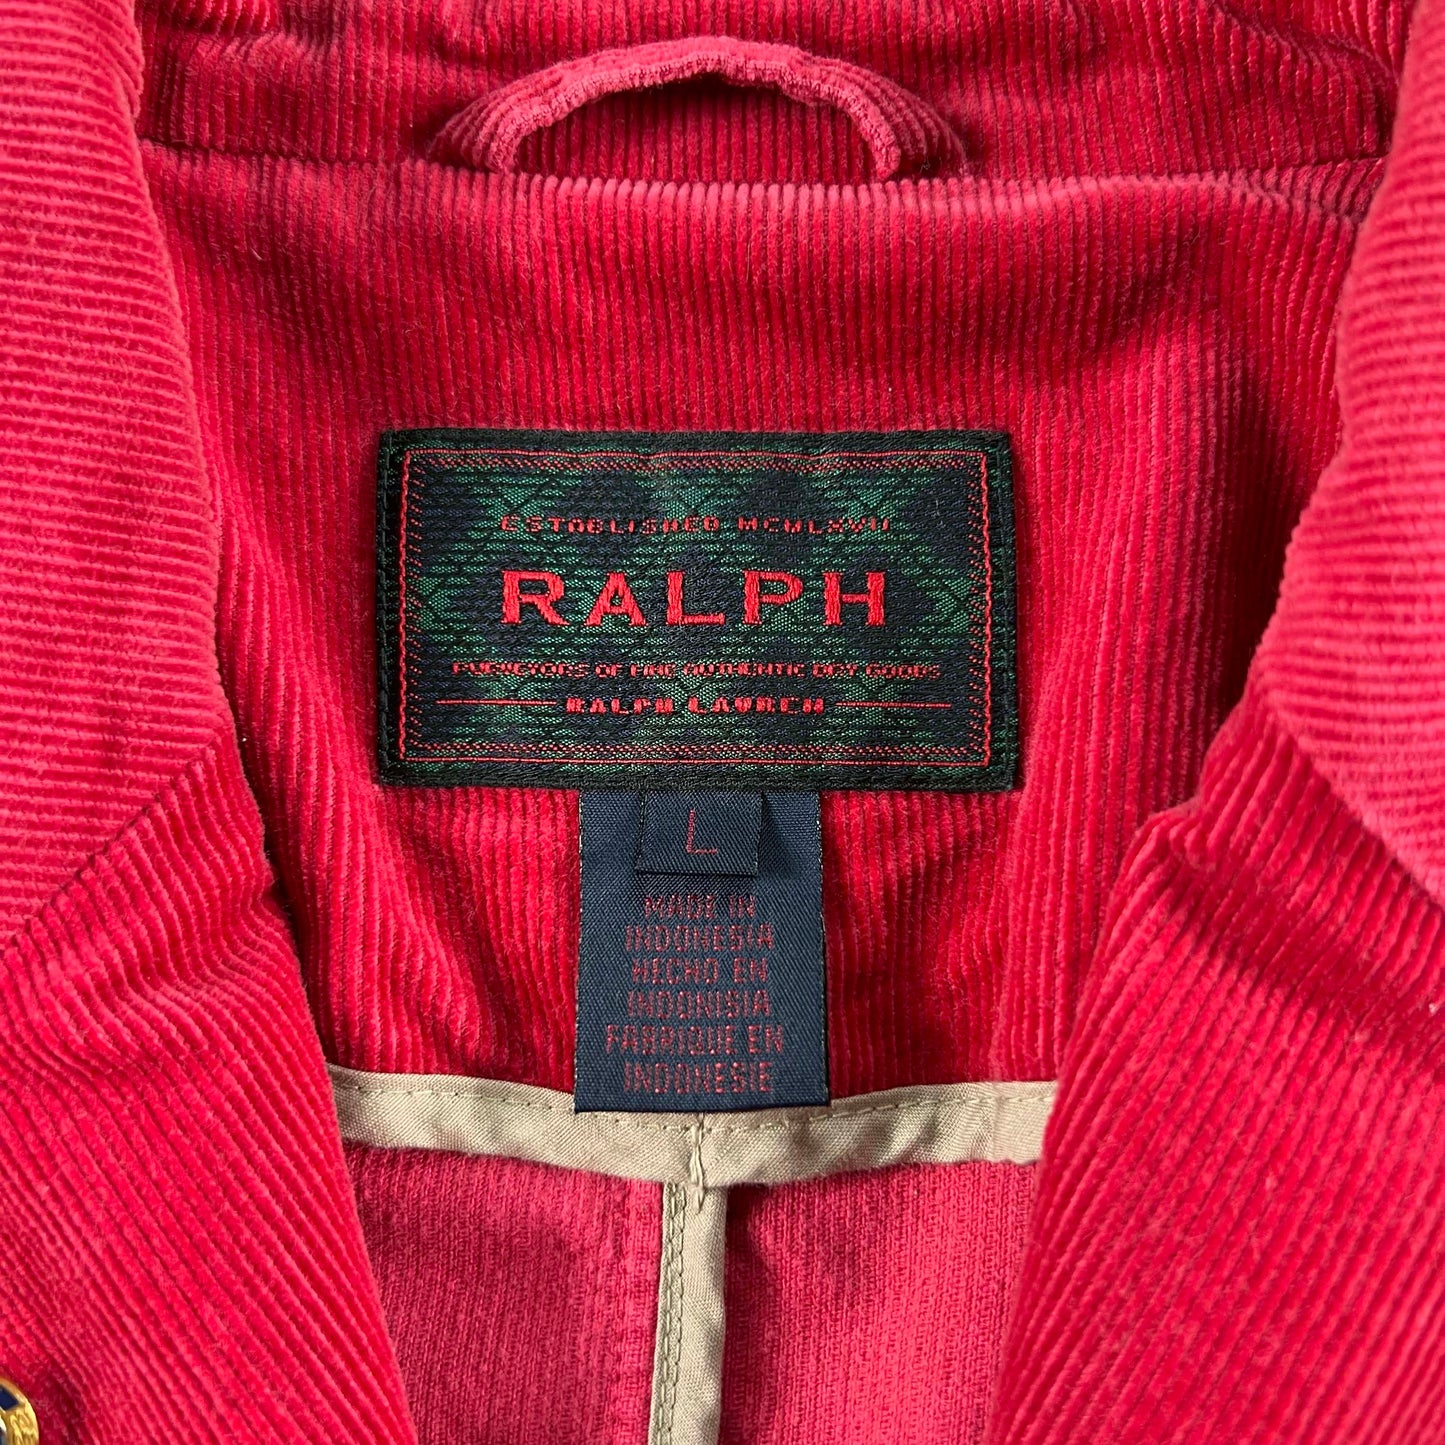 ESTABLISHED MCMLXVII
RALPH
PURVEYORS OF FINE AUTHENTIC DRY GOODS
RALPH LAUREN
L
MADE IN
INDONESIA
HECHO EN
INDONISIA
FABRIQUE EN
INDONESIE